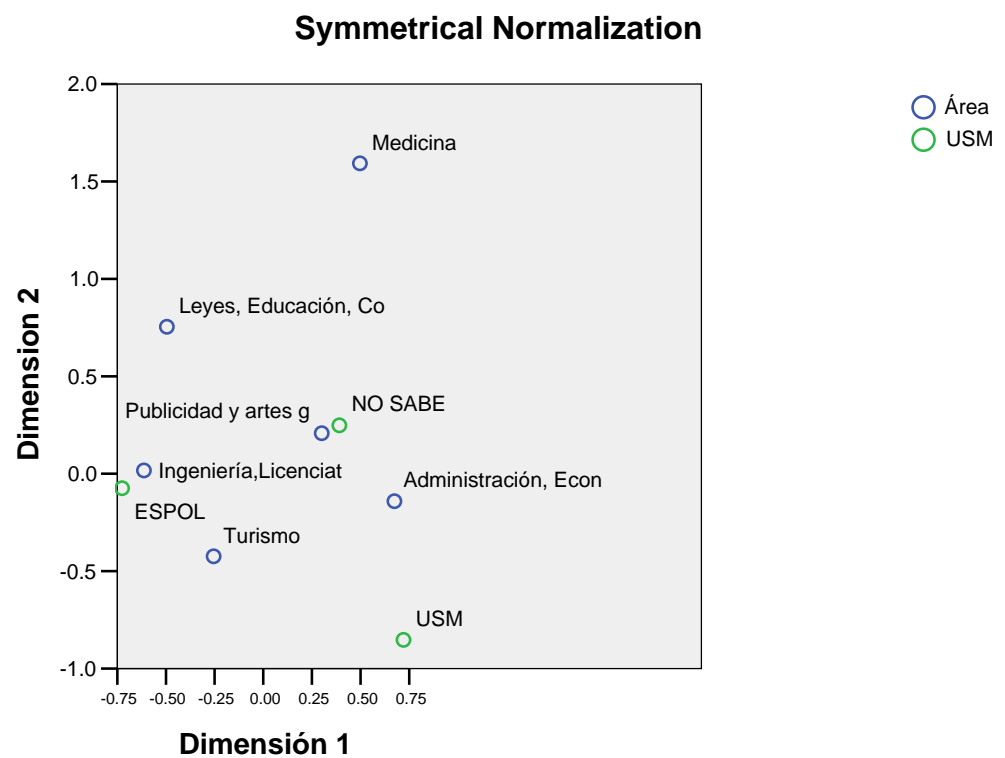 Symmetrical Normalization
2.0
Área
USM
Medicina
1.5
1.0
Leyes, Educación, Co
Dimension 2
0.5
NO SABE
Publicidad y artes g
0.0
Ingeniería,Licenciat
Administración, Econ
ESPOL
Turismo
-0.5
USM
-1.0
-0.75 -0.50 -0.25 0.00 0.25 0.50 0.75
Dimensión 1